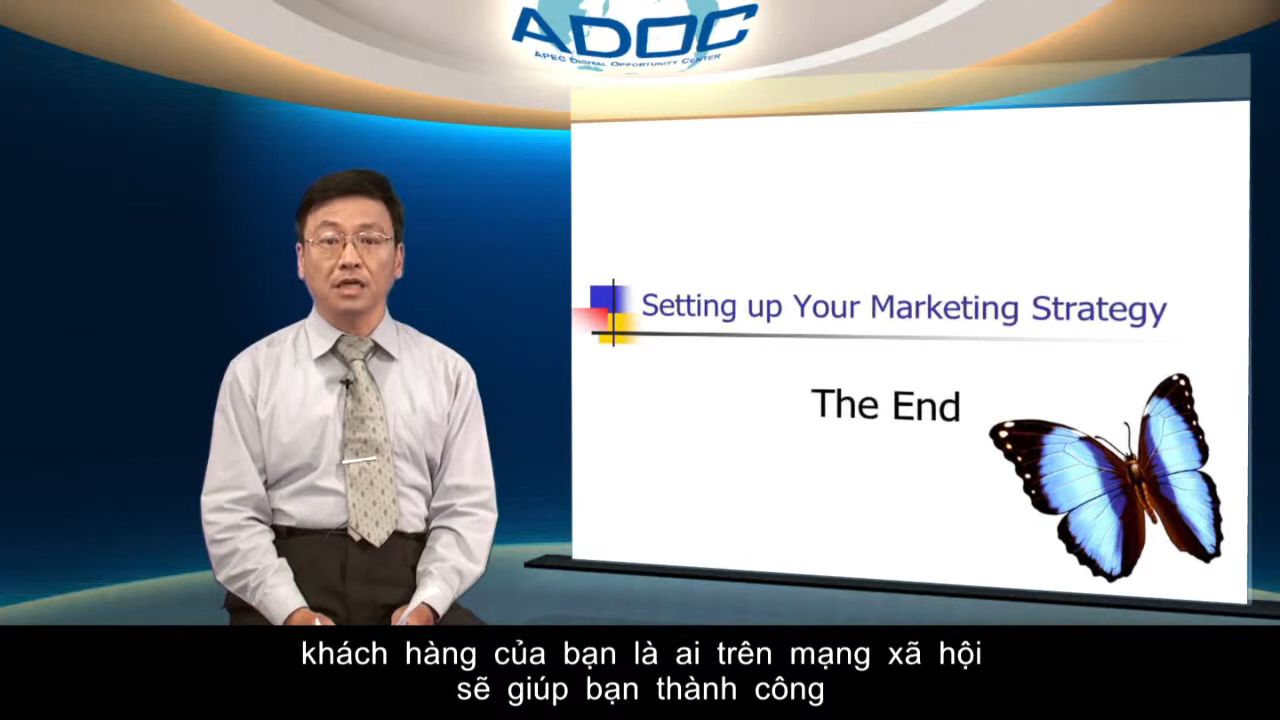 ADOC
APEC DIGITAL OPPORTUNITY CENTER
Setting up Your Marketing Strategy
The End
khách hàng của bạn là ai trên mạng xã hội
sẽ giúp bạn thành công